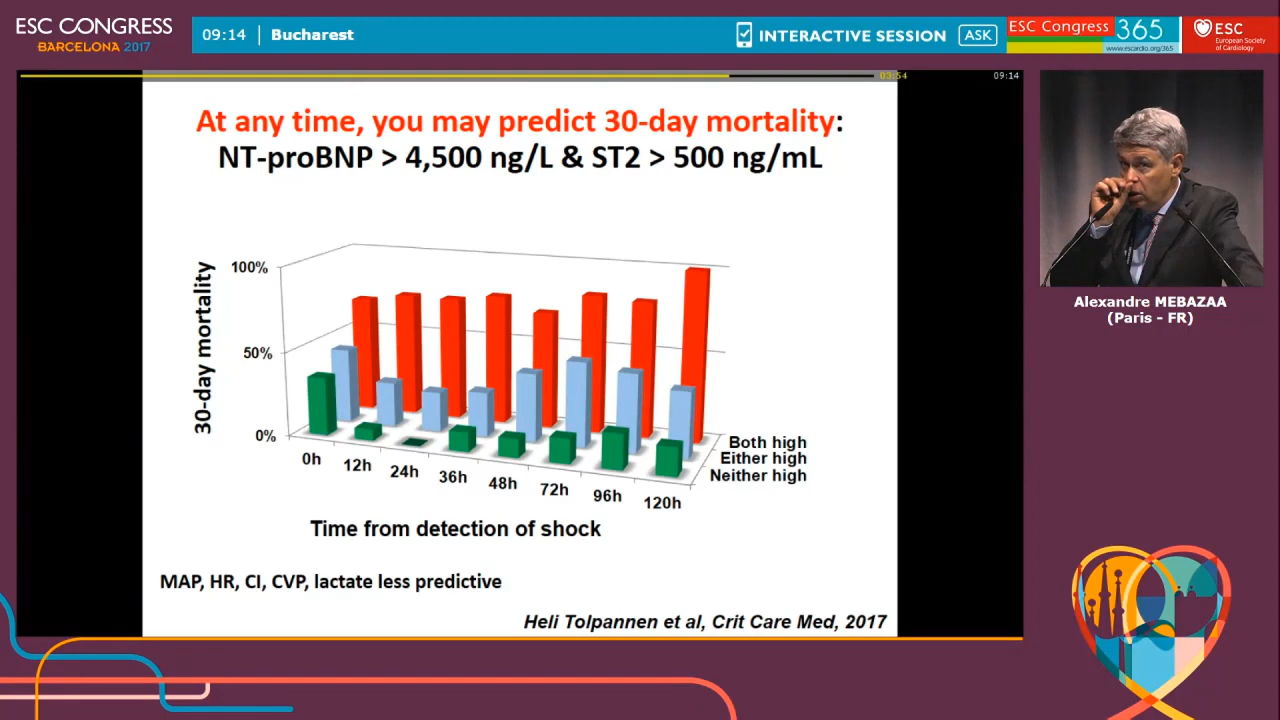 ESC CONGRESS
BARCELONA 2017
09:14 | Bucharest
INTERACTIVE SESSION
ASK
ESC Congress
365
www.escardio.org/365
ESC
European Society
of Cardiology
03:54
09:14
At any time, you may predict 30-day mortality:
NT-proBNP > 4,500 ng/L & ST2 > 500 ng/mL
30-day mortality
100%
50%
0%
0h
12h
24h
36h
48h
72h
96h
120h
Both high
Either high
Neither high
Time from detection of shock
MAP, HR, CI, CVP, lactate less predictive
Heli Tolpannen et al, Crit Care Med, 2017
Alexandre MEBAZAA
(Paris - FR)